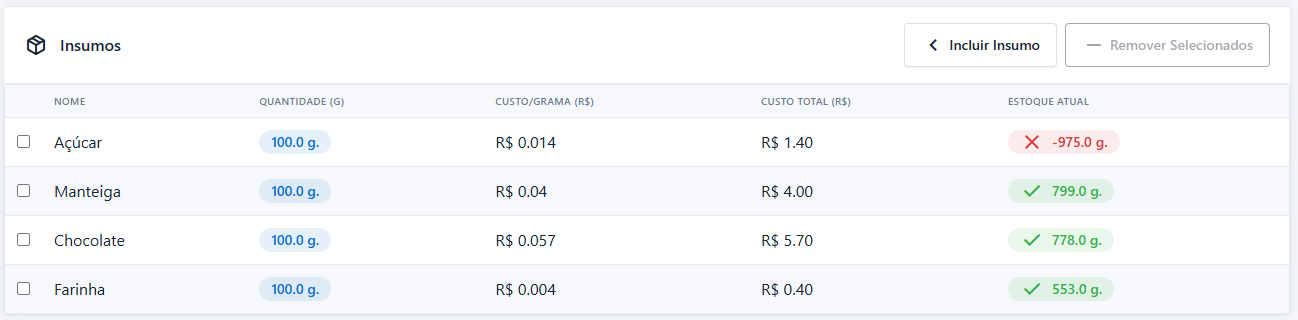 Insumos
Incluir Insumo
Remover Selecionados
NOME QUANTIDADE (G) CUSTO/GRAMA (R$) CUSTO TOTAL (R$) ESTOQUE ATUAL
Açúcar 100.0 g. R$ 0.014 R$ 1.40 -975.0 g.
Manteiga 100.0 g. R$ 0.04 R$ 4.00 799.0 g.
Chocolate 100.0 g. R$ 0.057 R$ 5.70 778.0 g.
Farinha 100.0 g. R$ 0.004 R$ 0.40 553.0 g.